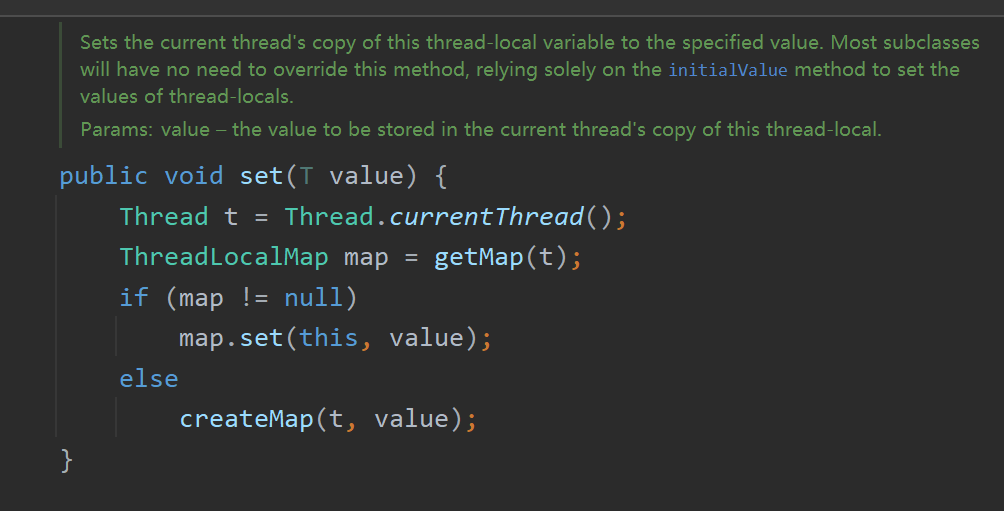 Sets the current thread's copy of this thread-local variable to the specified value. Most subclasses
will have no need to override this method, relying solely on the initialValue method to set the
values of thread-locals.
Params: value – the value to be stored in the current thread's copy of this thread-local.
public void set(T value) {
    Thread t = Thread.currentThread();
    ThreadLocalMap map = getMap(t);
    if (map != null)
        map.set(this, value);
    else
        createMap(t, value);
}